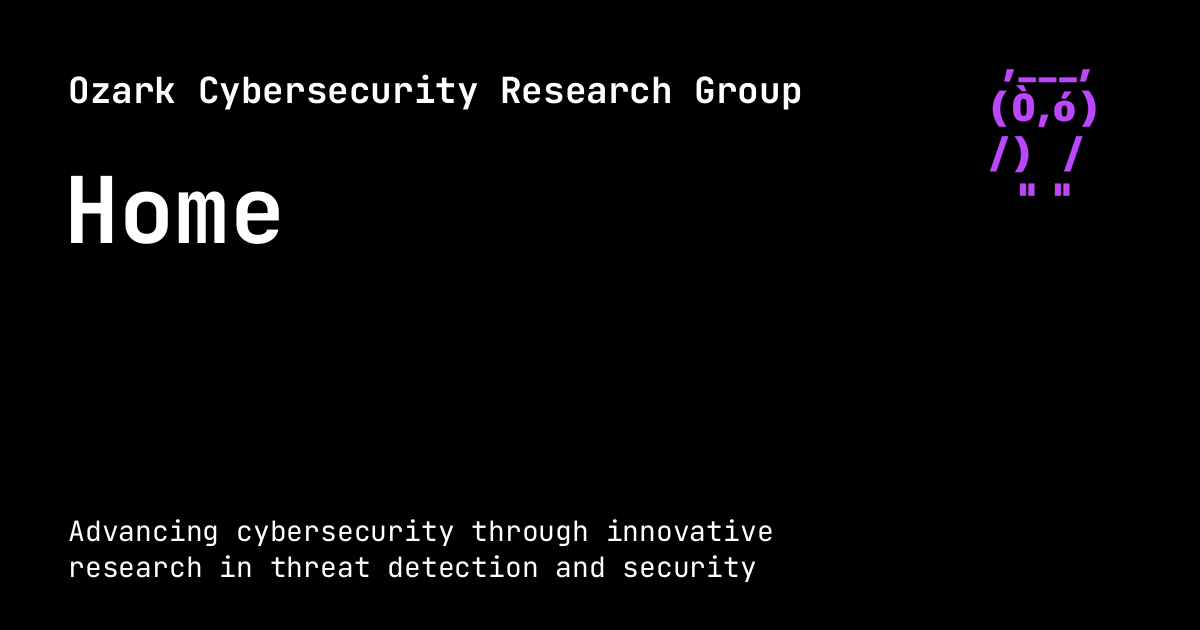 Ozark Cybersecurity Research Group
Home
,___,
(Ò,ó)
/)  /
" "
Advancing cybersecurity through innovative
research in threat detection and security